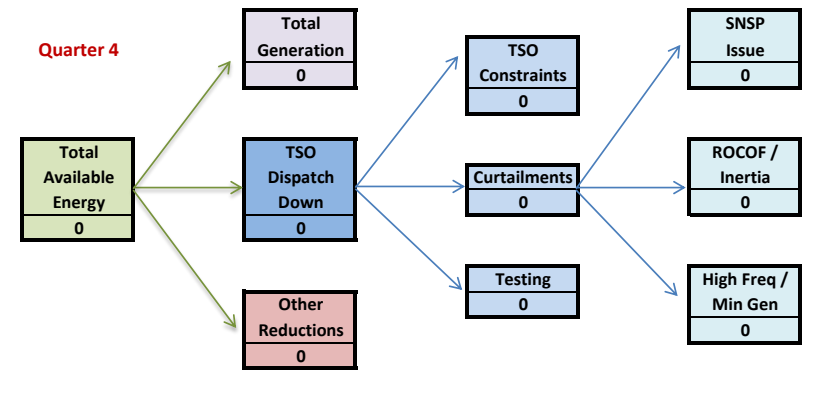 Quarter 4
Total
Available
Energy
0
Total
Generation
0
TSO
Dispatch
Down
0
Other
Reductions
0
TSO
Constraints
0
Curtailments
0
Testing
0
SNSP
Issue
0
ROCOF /
Inertia
0
High Freq /
Min Gen
0